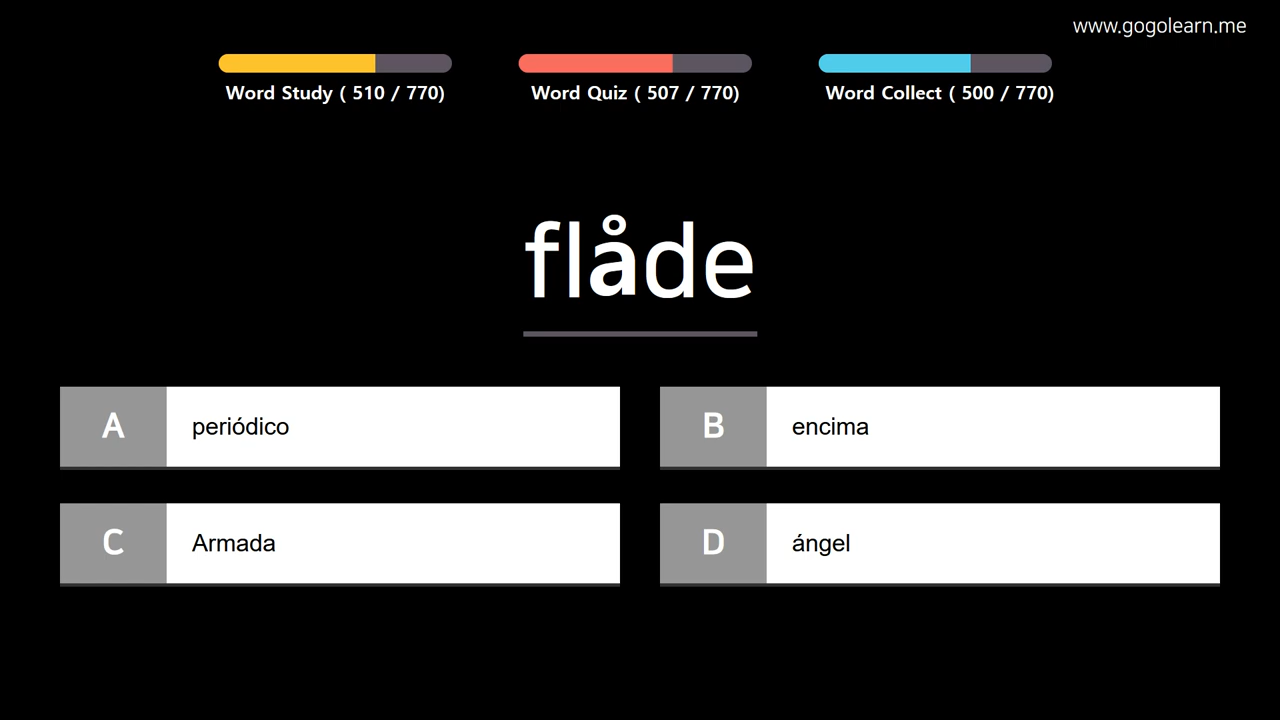 www.gogolearn.me
Word Study ( 510 / 770)
Word Quiz ( 507 / 770)
Word Collect ( 500 / 770)
flåde
A periódico
B encima
C Armada
D ángel